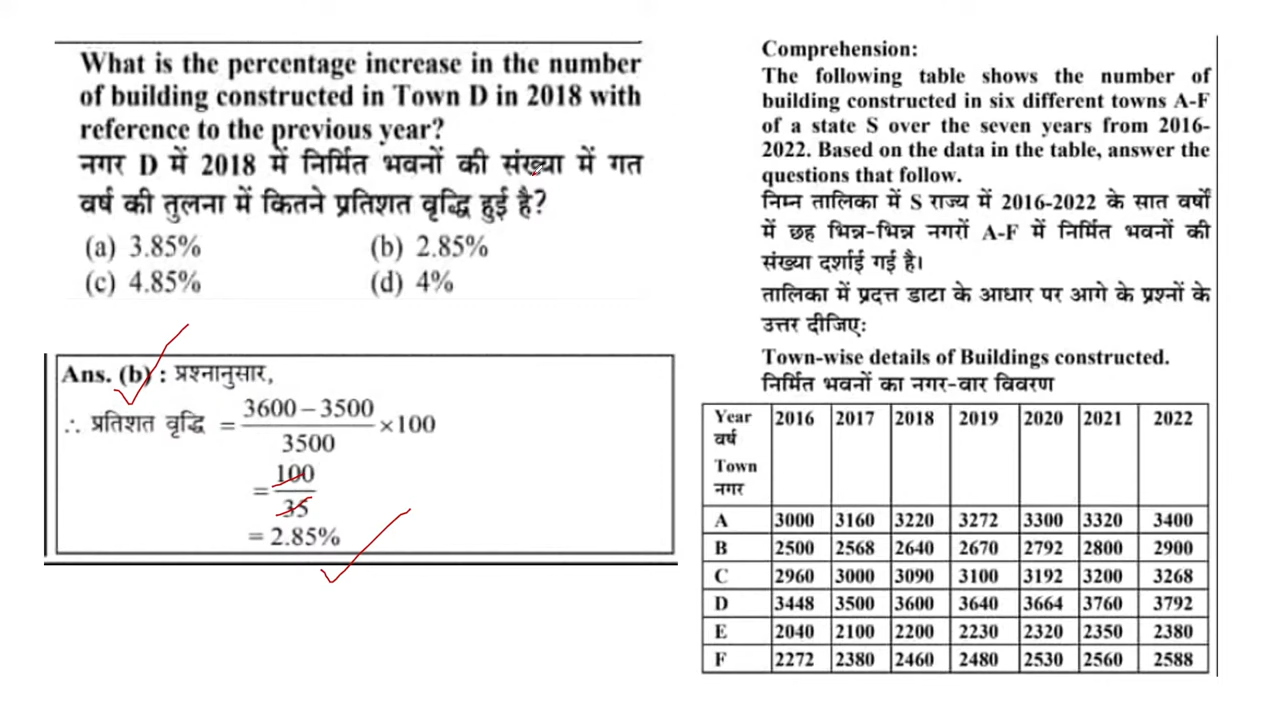 What is the percentage increase in the number
of building constructed in Town D in 2018 with
reference to the previous year?
नगर D में 2018 में निर्मित भवनों की संख्या में गत
वर्ष की तुलना में कितने प्रतिशत वृद्धि हुई है?
(a) 3.85% (b) 2.85%
(c) 4.85% (d) 4%
Ans. (b) : प्रश्नानुसार,
∴ प्रतिशत वृद्धि = 3600 – 3500 / 3500 ×100
= 100 / 35
= 2.85%
Comprehension:
The following table shows the number of
building constructed in six different towns A-F
of a state S over the seven years from 2016-
2022. Based on the data in the table, answer the
questions that follow.
निम्न तालिका में S राज्य में 2016-2022 के सात वर्षों
में छह भिन्न-भिन्न नगरों A-F में निर्मित भवनों की
संख्या दर्शाई गई है।
तालिका में प्रदत्त डाटा के आधार पर आगे के प्रश्नों के
उत्तर दीजिए:
Town-wise details of Buildings constructed.
निर्मित भवनों का नगर-वार विवरण
Year 2016 2017 2018 2019 2020 2021 2022
वर्ष
Town
नगर
A 3000 3160 3220 3272 3300 3320 3400
B 2500 2568 2640 2670 2792 2800 2900
C 2960 3000 3090 3100 3192 3200 3268
D 3448 3500 3600 3640 3664 3760 3792
E 2040 2100 2200 2230 2320 2350 2380
F 2272 2380 2460 2480 2530 2560 2588